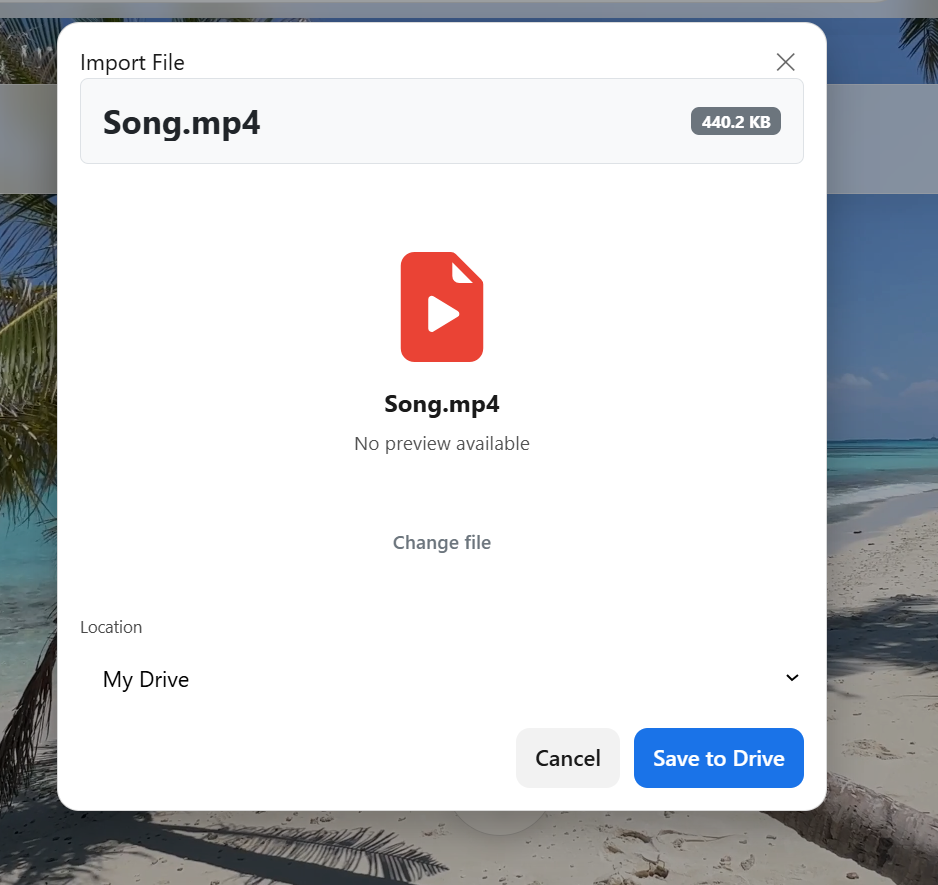 Import File
Song.mp4
440.2 KB
Song.mp4
No preview available
Change file
Location
My Drive
Cancel
Save to Drive